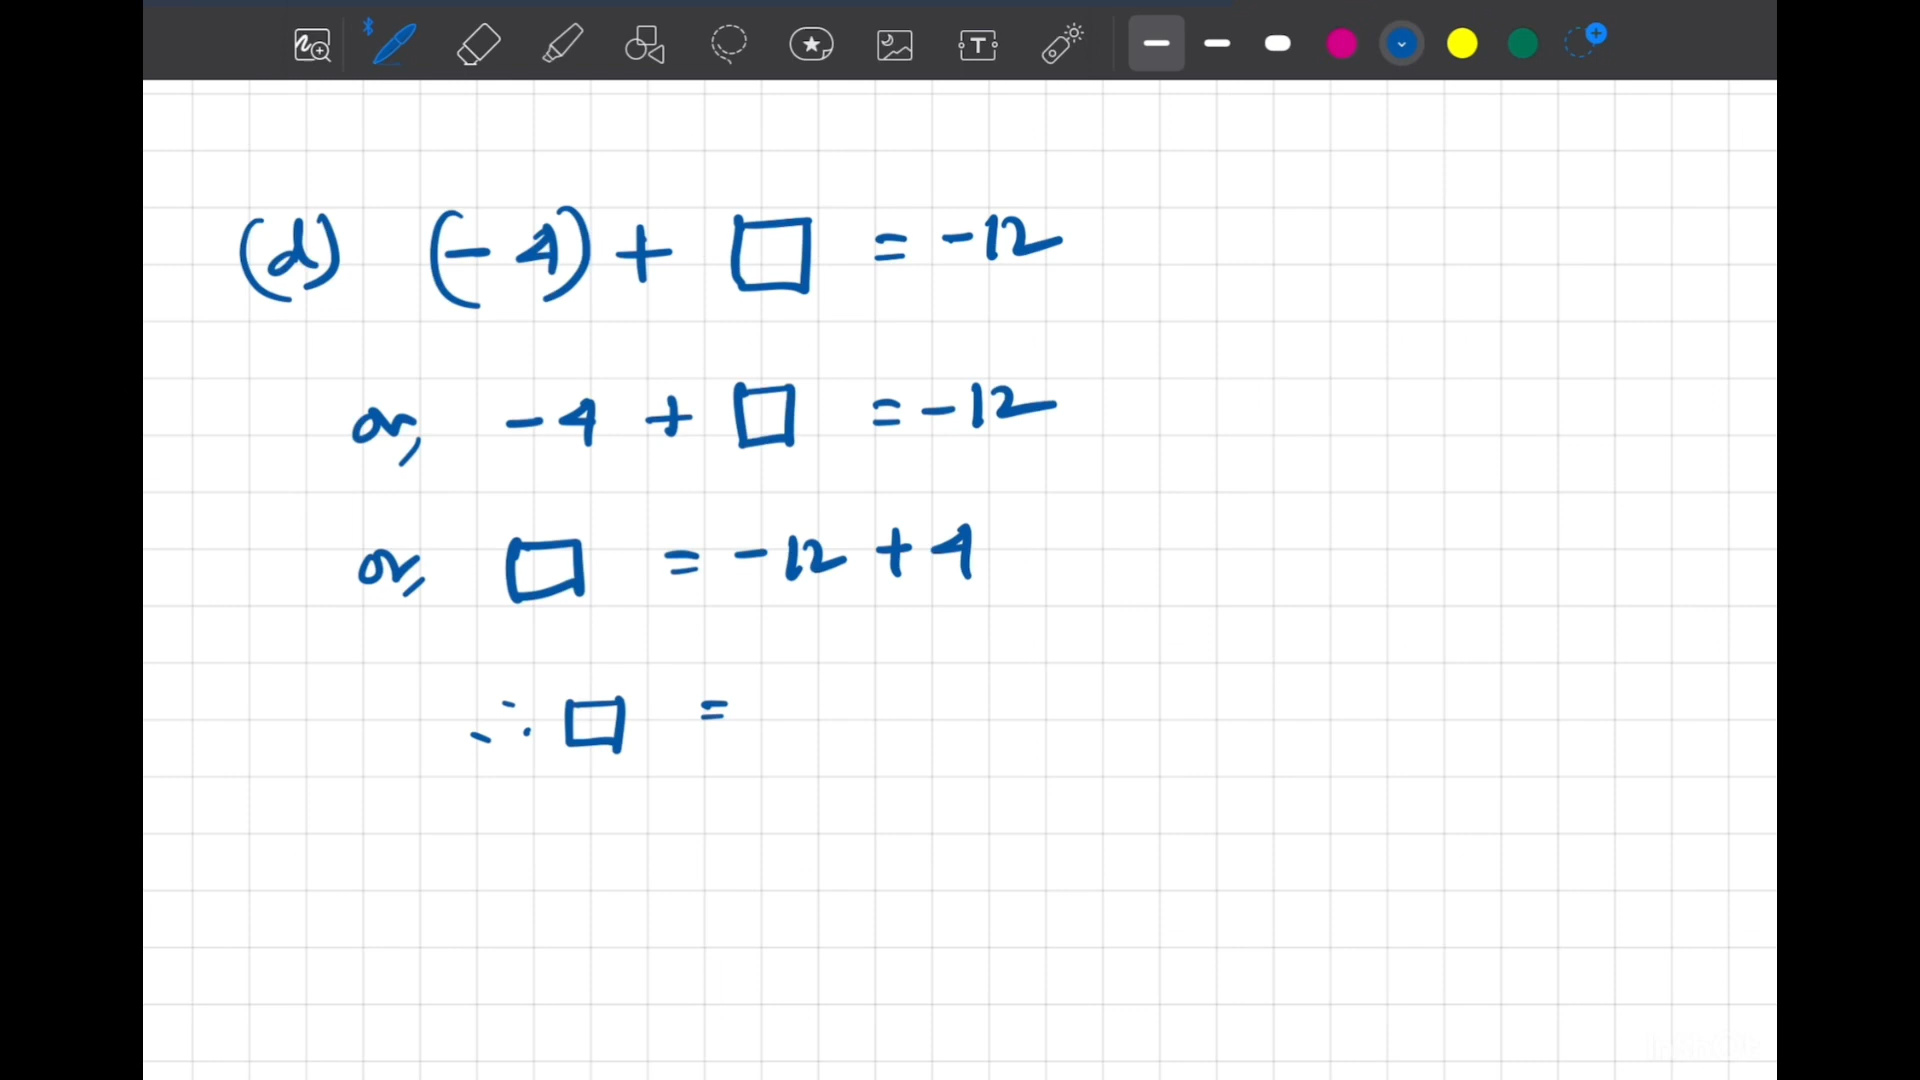 (d) (-4) + □ = -12
or, -4 + □ = -12
or, □ = -12 + 4
∴ □ =